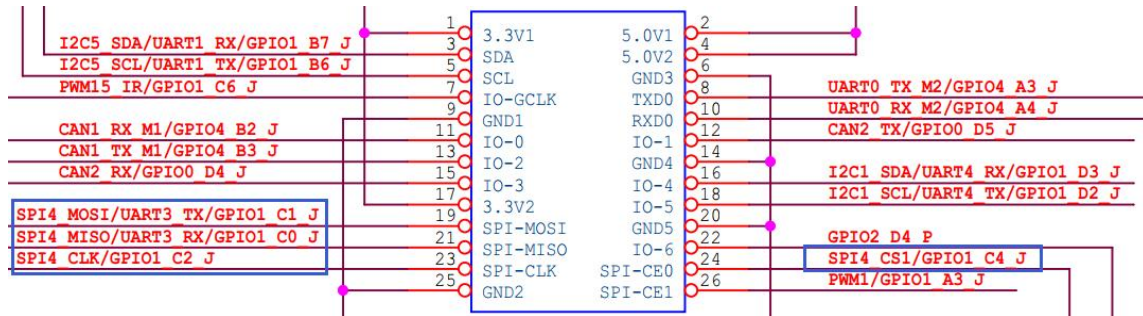 1 3.3V1 5.0V1 2
I2C5_SDA/UART1_RX/GPIO1_B7_J 3 SDA 5.0V2 4
I2C5_SCL/UART1_TX/GPIO1_B6_J 5 SCL GND3 6
PWM15_IR/GPIO1_C6_J 7 IO-GCLK TXD0 8 UART0_TX_M2/GPIO4_A3_J
9 GND1 RXD0 10 UART0_RX_M2/GPIO4_A4_J
CAN1_RX_M1/GPIO4_B2_J 11 IO-0 IO-1 12 CAN2_TX/GPIO0_D5_J
CAN1_TX_M1/GPIO4_B3_J 13 IO-2 GND4 14
CAN2_RX/GPIO0_D4_J 15 IO-3 IO-4 16 I2C1_SDA/UART4_RX/GPIO1_D3_J
17 3.3V2 IO-5 18 I2C1_SCL/UART4_TX/GPIO1_D2_J
SPI4_MOSI/UART3_TX/GPIO1_C1_J 19 SPI-MOSI GND5 20
SPI4_MISO/UART3_RX/GPIO1_C0_J 21 SPI-MISO IO-6 22 GPIO2_D4_P
SPI4_CLK/GPIO1_C2_J 23 SPI-CLK SPI-CE0 24 SPI4_CS1/GPIO1_C4_J
25 GND2 SPI-CE1 26 PWM1/GPIO1_A3_J